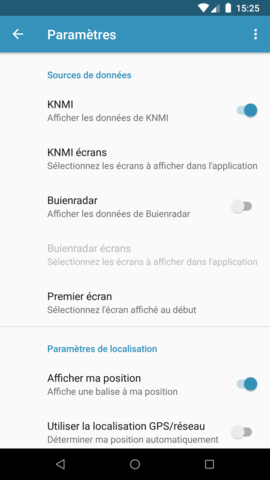 15:25
Paramètres
Sources de données
KNMI
Afficher les données de KNMI
KNMI écrans
Sélectionnez les écrans à afficher dans l'application
Buienradar
Afficher les données de Buienradar
Buienradar écrans
Sélectionnez les écrans à afficher dans l'application
Premier écran
Sélectionnez l'écran affiché au début
Paramètres de localisation
Afficher ma position
Affiche une balise à ma position
Utiliser la localisation GPS/réseau
Déterminer ma position automatiquement